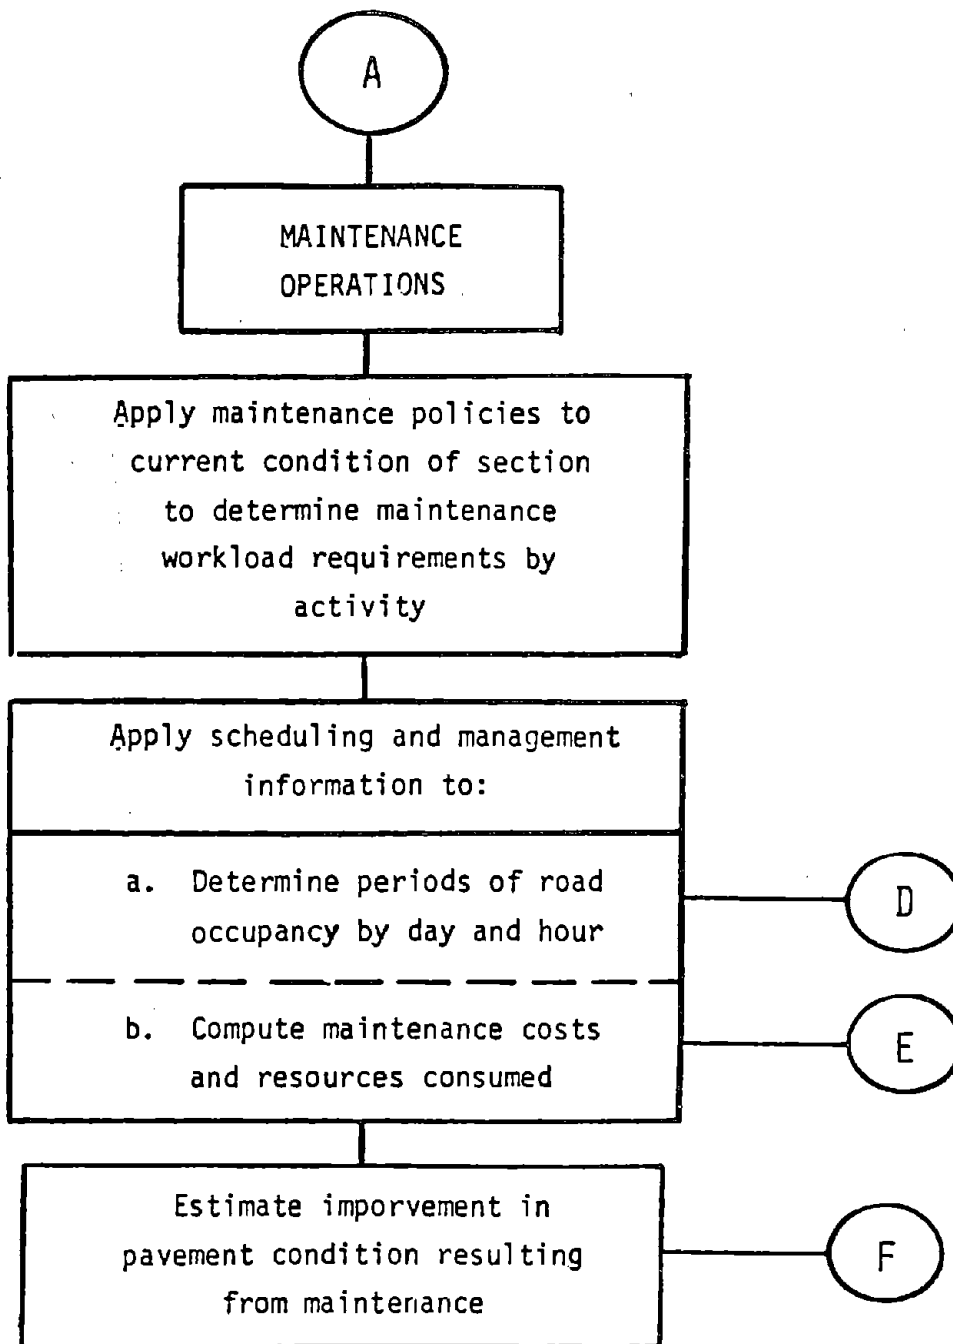 A
MAINTENANCE
OPERATIONS
Apply maintenance policies to
current condition of section
to determine maintenance
workload requirements by
activity
Apply scheduling and management
information to:
a. Determine periods of road
occupancy by day and hour
D
b. Compute maintenance costs
and resources consumed
E
Estimate imporvement in
pavement condition resulting
from maintenance
F